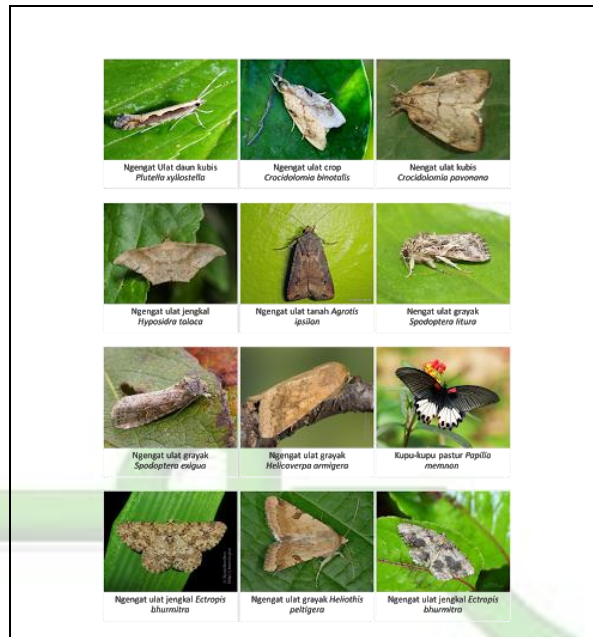 Ngengat Ulat daun kubis
Plutella xyllostella
Ngengat ulat crop
Crocidolomia binotalis
Nengat ulat kubis
Crocidolomia pavonana
Ngengat ulat jengkal
Hyposidra talaca
Ngengat ulat tanah Agrotis
ipsilon
Nengat ulat grayak
Spodoptera litura
Ngengat ulat grayak
Spodoptera exigua
Ngengat ulat grayak
Helicoverpa armigera
Kupu-kupu pastur Papilia
memnon
Ngengat ulat jengkal Ectropis
bhurmitra
Ngengat ulat grayak Heliothis
peltigera
Ngengat ulat jengkal Ectropis
bhurmitra